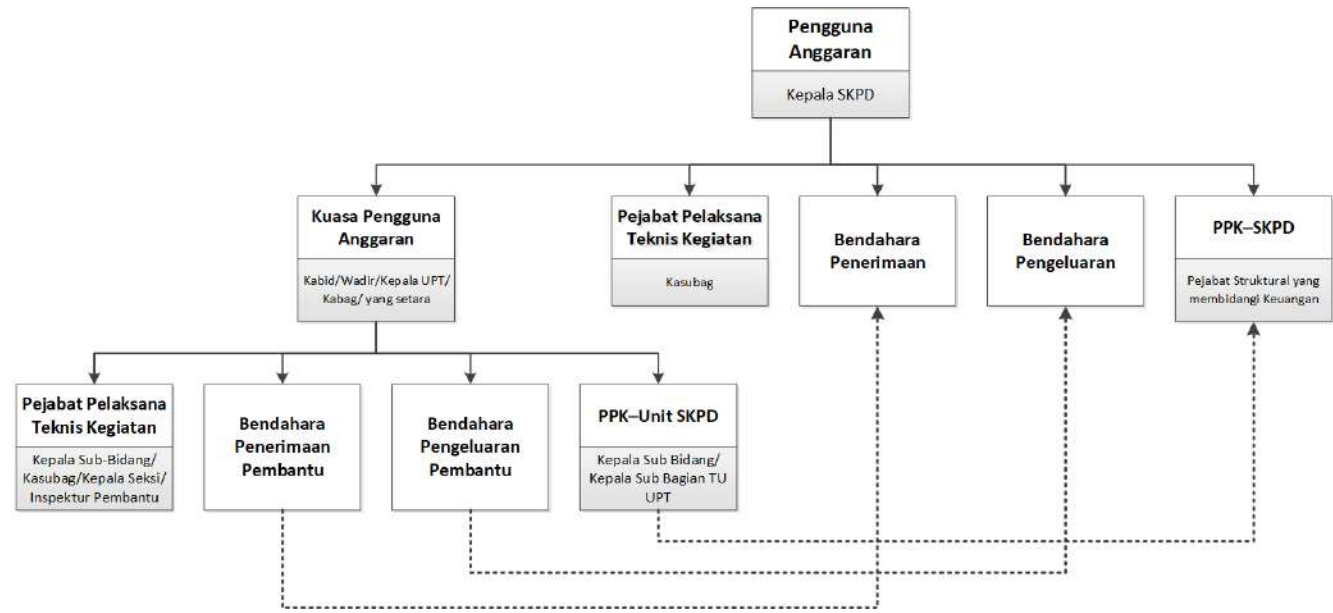 Pengguna
Anggaran
Kepala SKPD
Kuasa Pengguna
Anggaran
Kabid/Wadir/Kepala UPT/
Kabag/ yang setara
Pejabat Pelaksana
Teknis Kegiatan
Kasubag
Bendahara
Penerimaan
Bendahara
Pengeluaran
PPK–SKPD
Pejabat Struktural yang
membidangi Keuangan
Pejabat Pelaksana
Teknis Kegiatan
Kepala Sub-Bidang/
Kasubag/Kepala Seksi/
Inspektur Pembantu
Bendahara
Penerimaan
Pembantu
Bendahara
Pengeluaran
Pembantu
PPK–Unit SKPD
Kepala Sub Bidang/
Kepala Sub Bagian TU
UPT